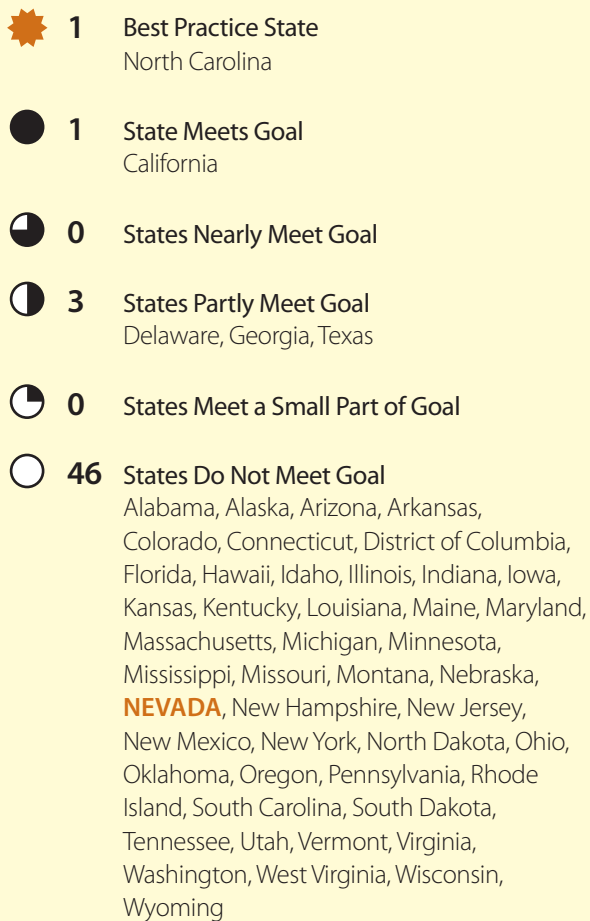 1 Best Practice State
North Carolina
1 State Meets Goal
California
0 States Nearly Meet Goal
3 States Partly Meet Goal
Delaware, Georgia, Texas
0 States Meet a Small Part of Goal
46 States Do Not Meet Goal
Alabama, Alaska, Arizona, Arkansas,
Colorado, Connecticut, District of Columbia,
Florida, Hawaii, Idaho, Illinois, Indiana, Iowa,
Kansas, Kentucky, Louisiana, Maine, Maryland,
Massachusetts, Michigan, Minnesota,
Mississippi, Missouri, Montana, Nebraska,
NEVADA, New Hampshire, New Jersey,
New Mexico, New York, North Dakota, Ohio,
Oklahoma, Oregon, Pennsylvania, Rhode
Island, South Carolina, South Dakota,
Tennessee, Utah, Vermont, Virginia,
Washington, West Virginia, Wisconsin,
Wyoming